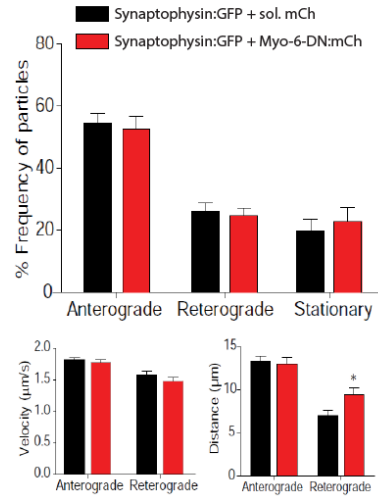 Synaptophysin:GFP + sol. mCh
Synaptophysin:GFP + Myo-6-DN:mCh
% Frequency of particles
80
60
40
20
0
Anterograde Reterograde Stationary
Velocity (µm/s)
2.0
1.5
1.0
0.5
0.0
Anterograde Reterograde
Distance (µm)
15
10
5
0
*
Anterograde Reterograde